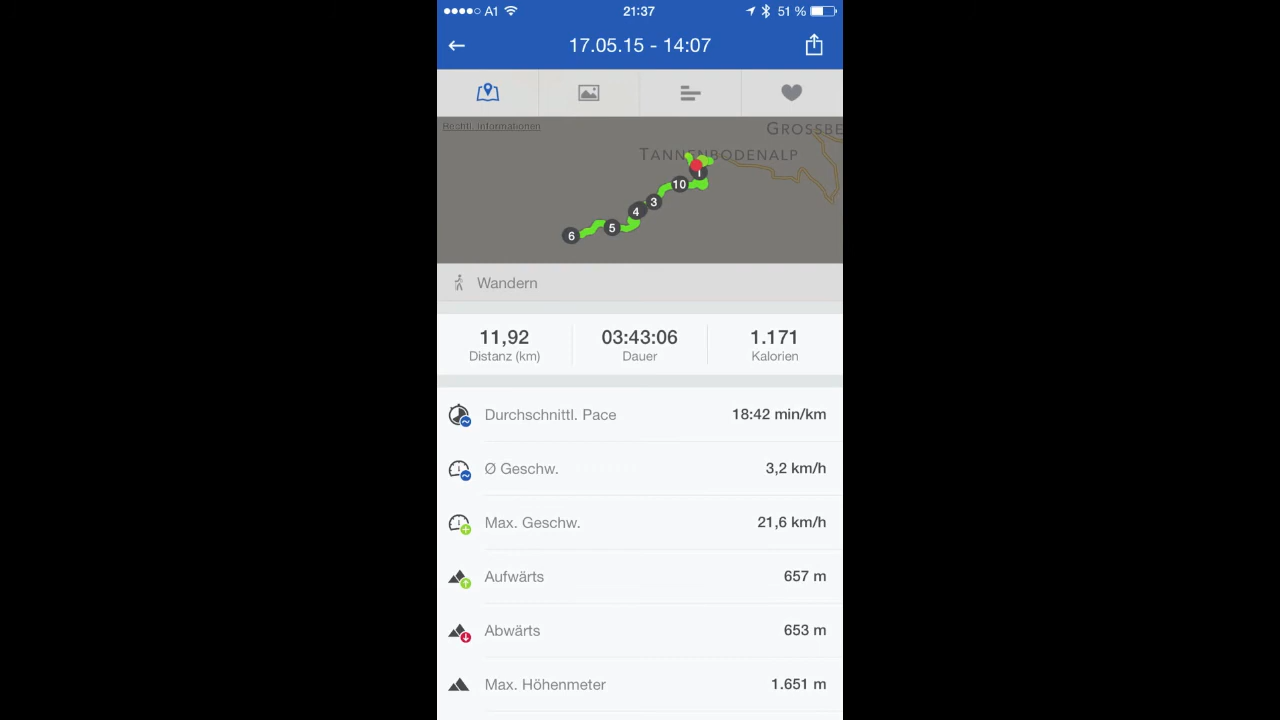 A1 21:37 51 %
17.05.15 - 14:07
Rechtl. Informationen
TANNENBODENALP
10
3
4
5
6
Wandern
11,92 03:43:06 1.171
Distanz (km) Dauer Kalorien
Durchschnittl. Pace 18:42 min/km
Ø Geschw. 3,2 km/h
Max. Geschw. 21,6 km/h
Aufwärts 657 m
Abwärts 653 m
Max. Höhenmeter 1.651 m